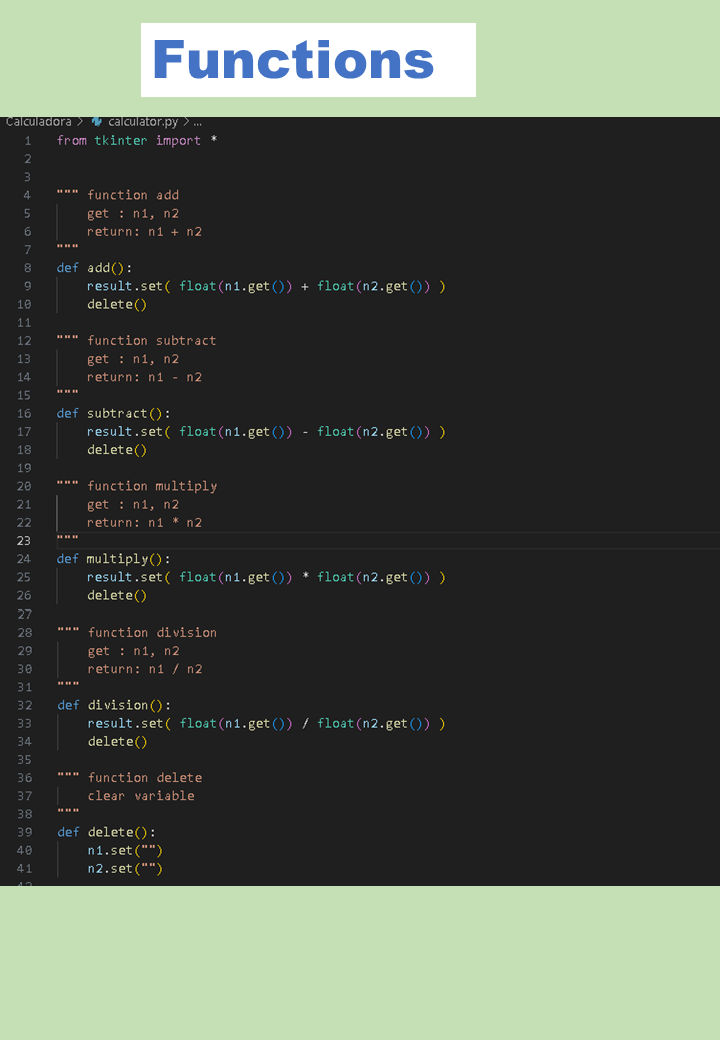 Functions
Calculadora > calculator.py > ...
1 from tkinter import *
2
3
4 """ function add
5 get : n1, n2
6 return: n1 + n2
7 """
8 def add():
9 result.set( float(n1.get()) + float(n2.get()) )
10 delete()
11
12 """ function subtract
13 get : n1, n2
14 return: n1 - n2
15 """
16 def subtract():
17 result.set( float(n1.get()) - float(n2.get()) )
18 delete()
19
20 """ function multiply
21 get : n1, n2
22 return: n1 * n2
23 """
24 def multiply():
25 result.set( float(n1.get()) * float(n2.get()) )
26 delete()
27
28 """ function division
29 get : n1, n2
30 return: n1 / n2
31 """
32 def division():
33 result.set( float(n1.get()) / float(n2.get()) )
34 delete()
35
36 """ function delete
37 clear variable
38 """
39 def delete():
40 n1.set("")
41 n2.set("")